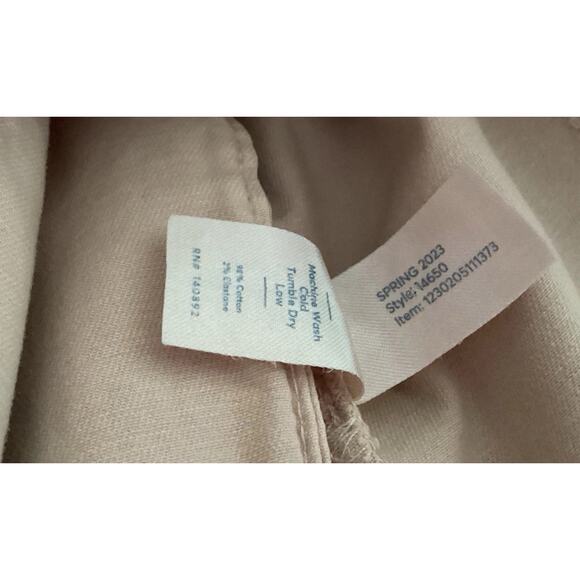 Machine Wash
Cold
Tumble Dry
Low
98% Cotton
2% Elastane
RN# 140892
SPRING 2023
Style: 14650
Item: 1230205111373